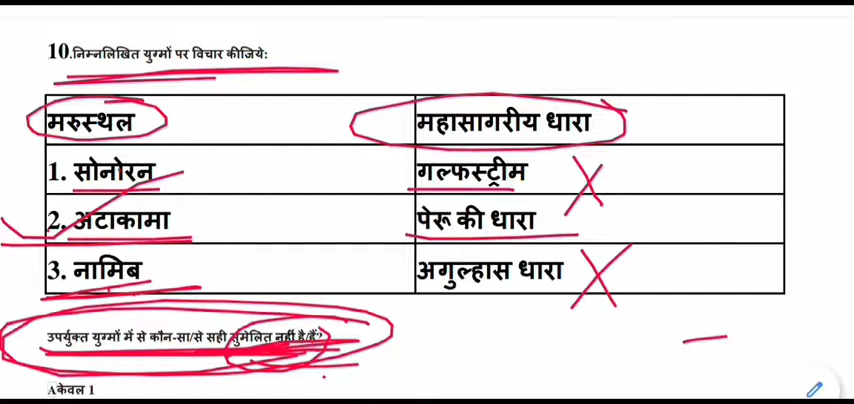 10.निम्नलिखित युग्मों पर विचार कीजिये:
मरुस्थल महासागरीय धारा
1. सोनोरन गल्फस्ट्रीम
2. अटाकामा पेरू की धारा
3. नामिब अगुल्हास धारा
उपर्युक्त युग्मों में से कौन-सा/से सही सुमेलित नहीं है/हैं?
Aकेवल 1